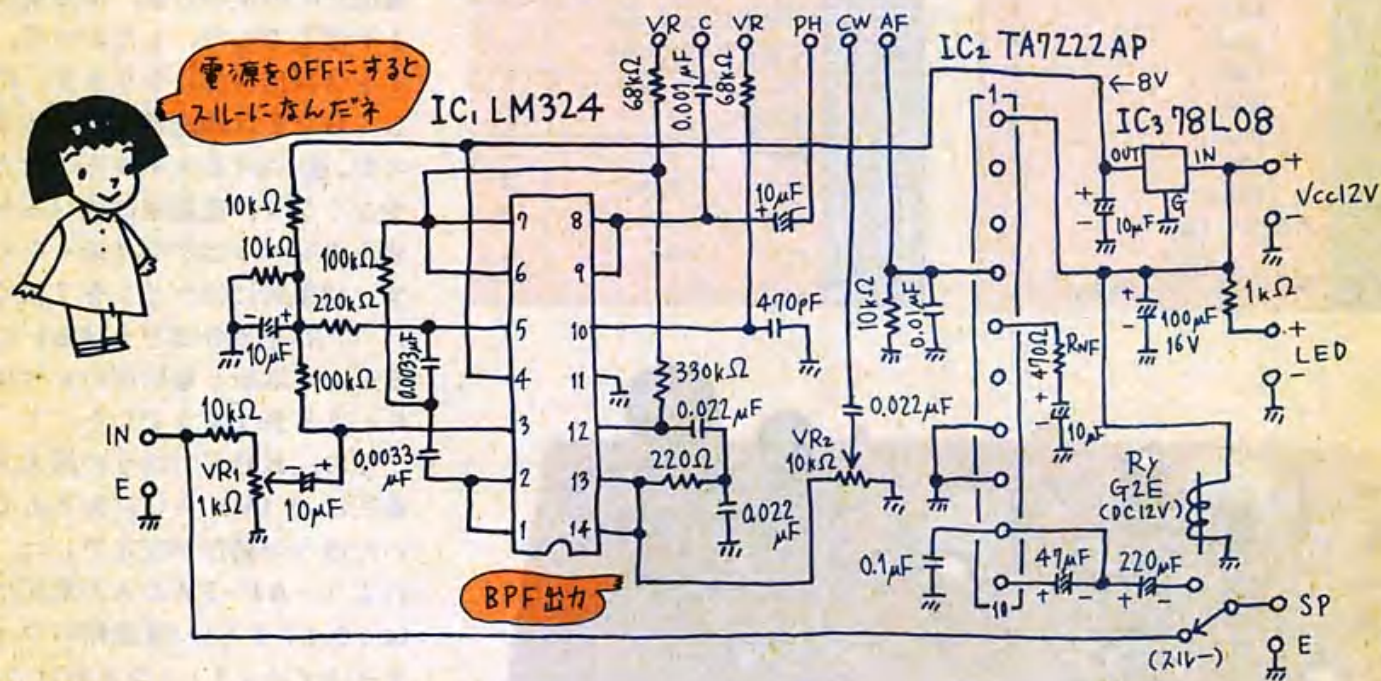 電源をOFFにすると
スルーになんだネ
IC1 LM324
VR
C
VR
PH
CW
AF
68kΩ
0.001μF
68kΩ
IC2 TA7222AP
←8V
IC3 78L08
OUT
IN
G
+
Vcc12V
-
+
-
10μF
10kΩ
10kΩ
- +
10μF
100kΩ
220kΩ
0.0033μF
100kΩ
7
6
5
4
3
2
1
8
9
10
11
12
13
14
10μF
+ -
470pF
330kΩ
0.022μF
220Ω
0.022
μF
0.022μF
VR2
10kΩ
10kΩ
0.01μF
1
10
470Ω
RNF
+
-
10μF
+
-
100μF
16V
1kΩ
+
LED
-
Ry
G2E
(DC12V)
IN
E
10kΩ
VR1
1kΩ
- +
10μF
0.0033
μF
BPF出力
0.1μF
47μF
+ -
220μF
+ -
(スルー)
SP
E